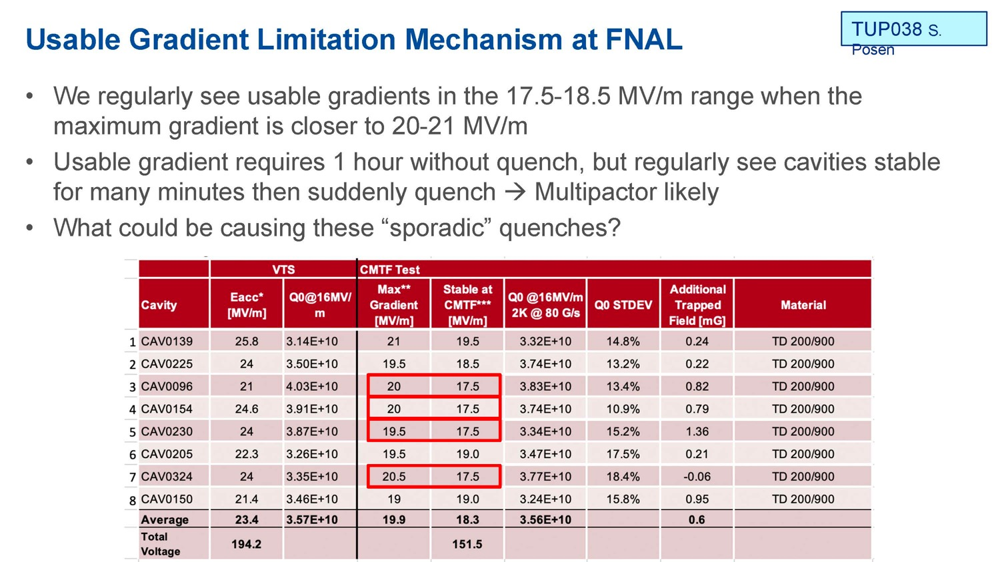 Usable Gradient Limitation Mechanism at FNAL
TUP038 S.
Posen
• We regularly see usable gradients in the 17.5-18.5 MV/m range when the
maximum gradient is closer to 20-21 MV/m
• Usable gradient requires 1 hour without quench, but regularly see cavities stable
for many minutes then suddenly quench → Multipactor likely
• What could be causing these “sporadic” quenches?
VTS CMTF Test
Cavity Eacc* [MV/m] Q0@16MV/m Max** Gradient [MV/m] Stable at CMTF*** [MV/m] Q0 @16MV/m 2K @ 80 G/s Q0 STDEV Additional Trapped Field [mG] Material
1 CAV0139 25.8 3.14E+10 21 19.5 3.32E+10 14.8% 0.24 TD 200/900
2 CAV0225 24 3.50E+10 19.5 18.5 3.74E+10 13.2% 0.22 TD 200/900
3 CAV0096 21 4.03E+10 20 17.5 3.83E+10 13.4% 0.82 TD 200/900
4 CAV0154 24.6 3.91E+10 20 17.5 3.74E+10 10.9% 0.79 TD 200/900
5 CAV0230 24 3.87E+10 19.5 17.5 3.34E+10 15.2% 1.36 TD 200/900
6 CAV0205 22.3 3.26E+10 19.5 19.0 3.47E+10 17.5% 0.21 TD 200/900
7 CAV0324 24 3.35E+10 20.5 17.5 3.77E+10 18.4% -0.06 TD 200/900
8 CAV0150 21.4 3.46E+10 19 19.0 3.24E+10 15.8% 0.95 TD 200/900
Average 23.4 3.57E+10 19.9 18.3 3.56E+10 0.6
Total Voltage 194.2 151.5